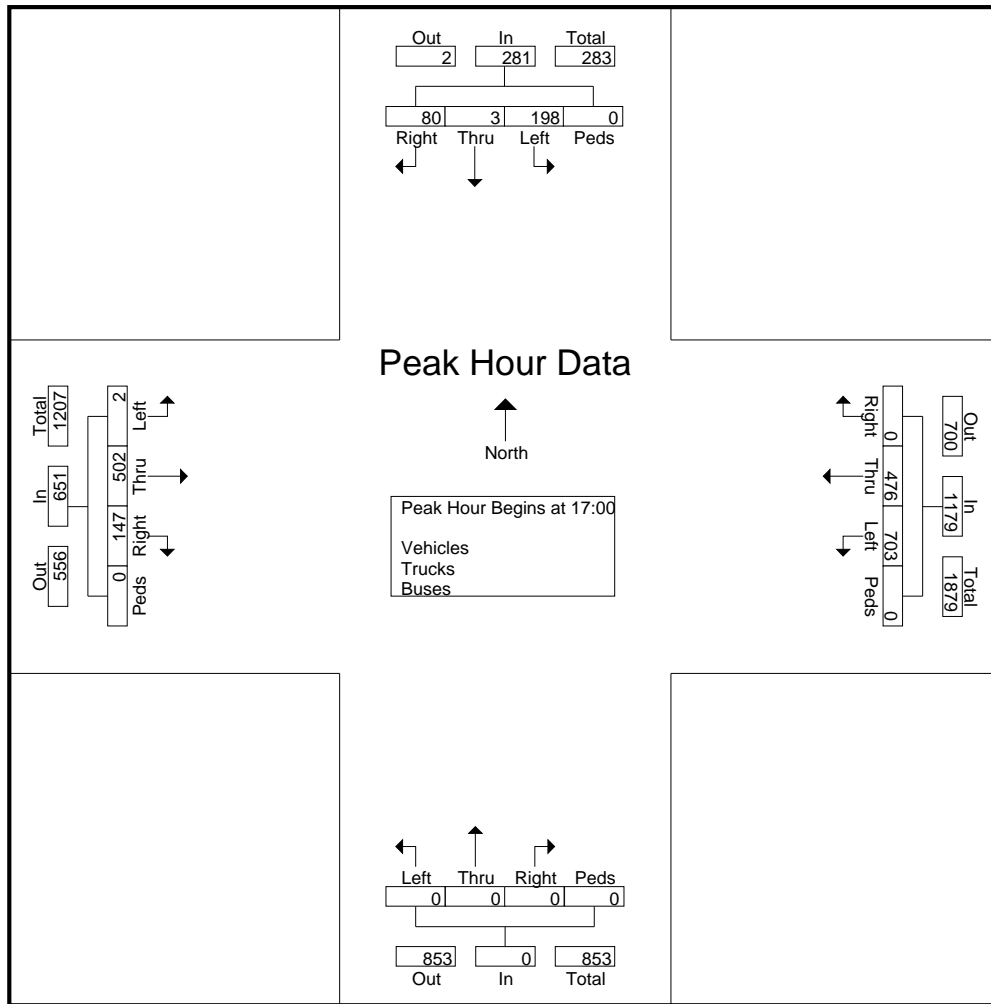 Out In Total
2 281 283
80 3 198 0
Right Thru Left Peds
Peak Hour Data
North
Peak Hour Begins at 17:00
Vehicles
Trucks
Buses
Total In Out
1207 651 556
2 502 147 0
Left Thru Right Peds
Out In Total
700 1179 1879
0 476 703 0
Right Thru Left Peds
Left Thru Right Peds
0 0 0 0
853 0 853
Out In Total